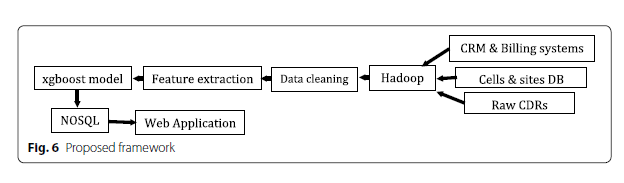 CRM & Billing systems
xgboost model
Feature extraction
Data cleaning
Hadoop
Cells & sites DB
Raw CDRs
NOSQL
Web Application
Fig. 6 Proposed framework